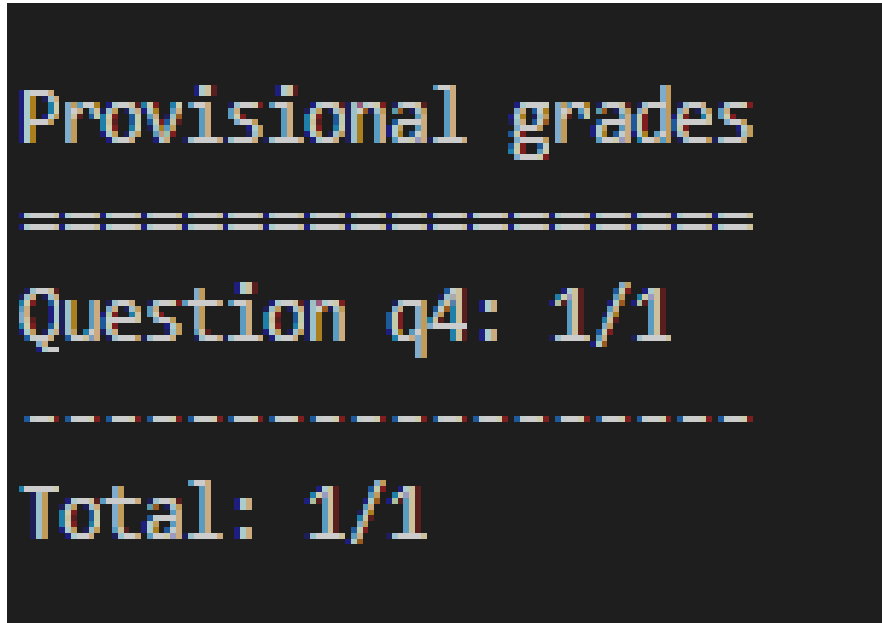 Provisional grades
==================
Question q4: 1/1
------------------
Total: 1/1